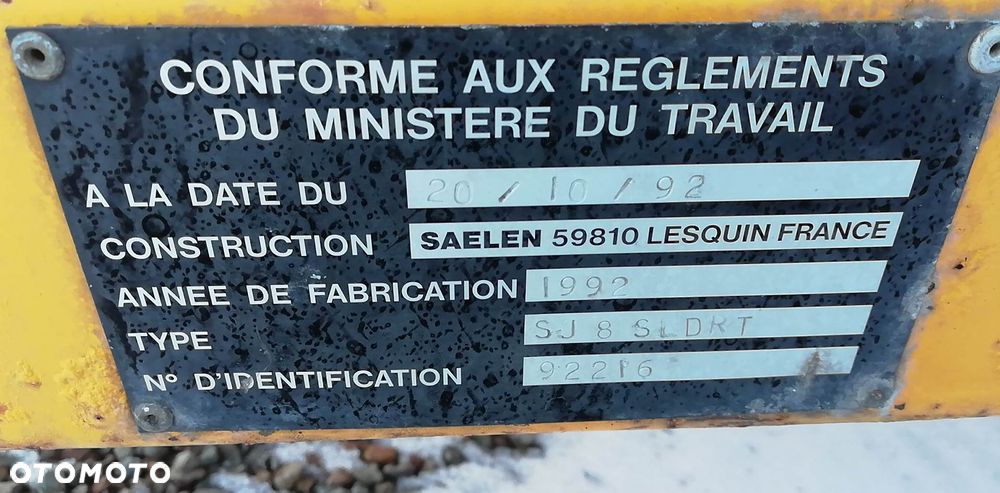 CONFORME AUX REGLEMENTS
DU MINISTERE DU TRAVAIL
A LA DATE DU 20 / 10 / 92
CONSTRUCTION SAELEN 59810 LESQUIN FRANCE
ANNEE DE FABRICATION 1992
TYPE SJ 8 SLDRT
N° D'IDENTIFICATION 92216
OTOMOTO